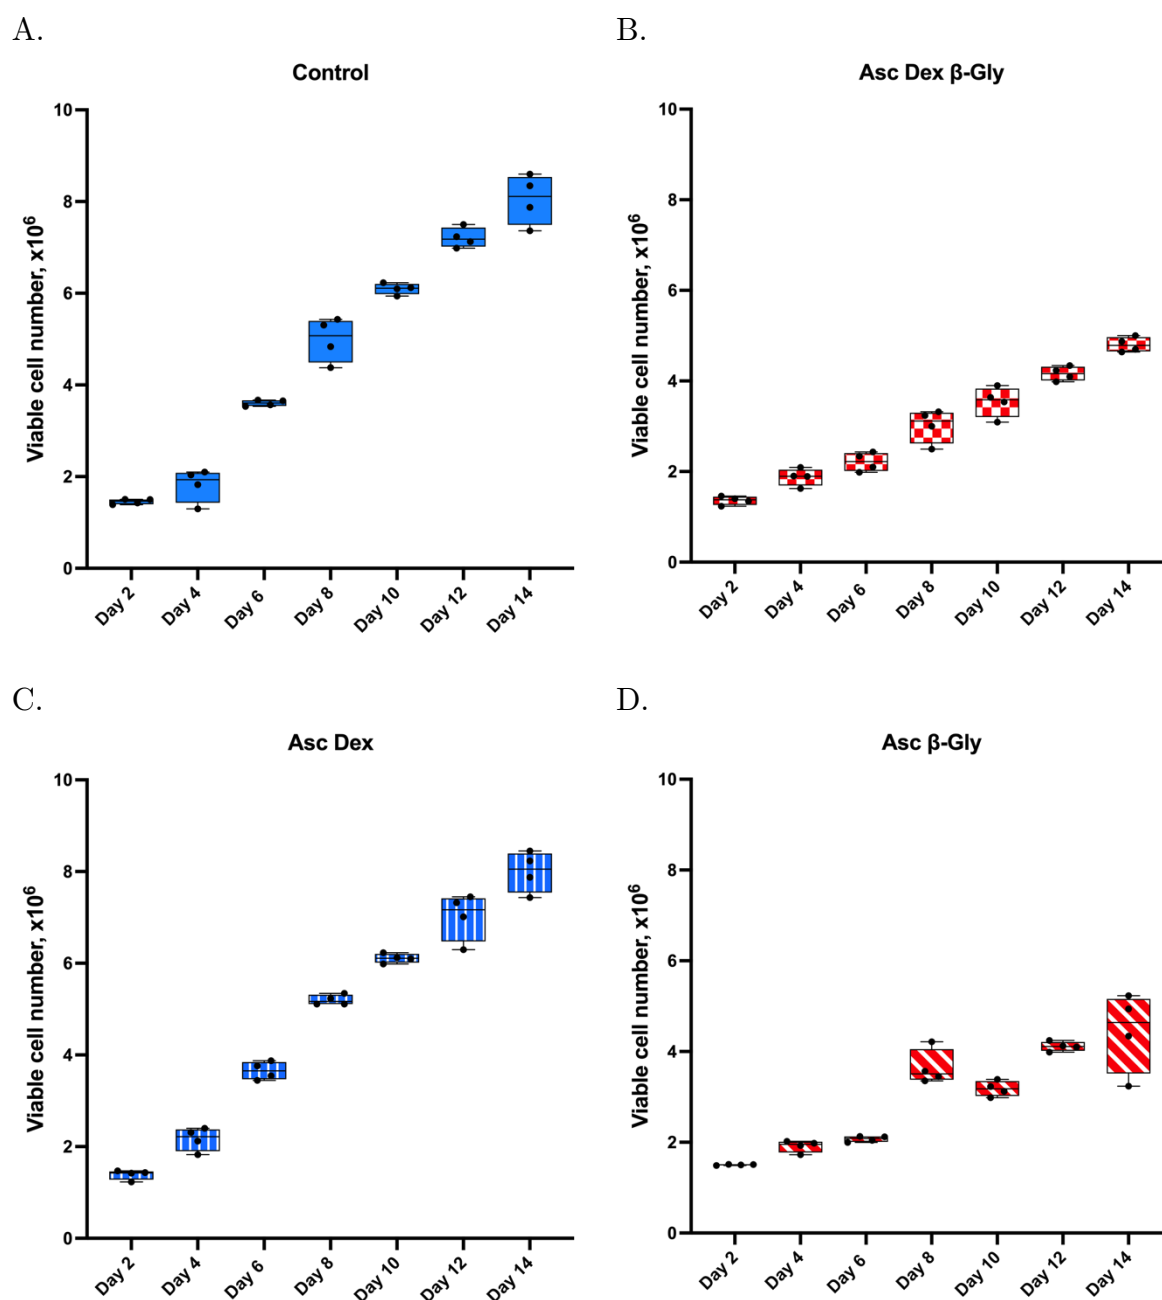 A.
Control
Viable cell number, x10⁶
10
8
6
4
2
0
Day 2
Day 4
Day 6
Day 8
Day 10
Day 12
Day 14
B.
Asc Dex β-Gly
Viable cell number, x10⁶
10
8
6
4
2
0
Day 2
Day 4
Day 6
Day 8
Day 10
Day 12
Day 14
C.
Asc Dex
Viable cell number, x10⁶
10
8
6
4
2
0
Day 2
Day 4
Day 6
Day 8
Day 10
Day 12
Day 14
D.
Asc β-Gly
Viable cell number, x10⁶
10
8
6
4
2
0
Day 2
Day 4
Day 6
Day 8
Day 10
Day 12
Day 14